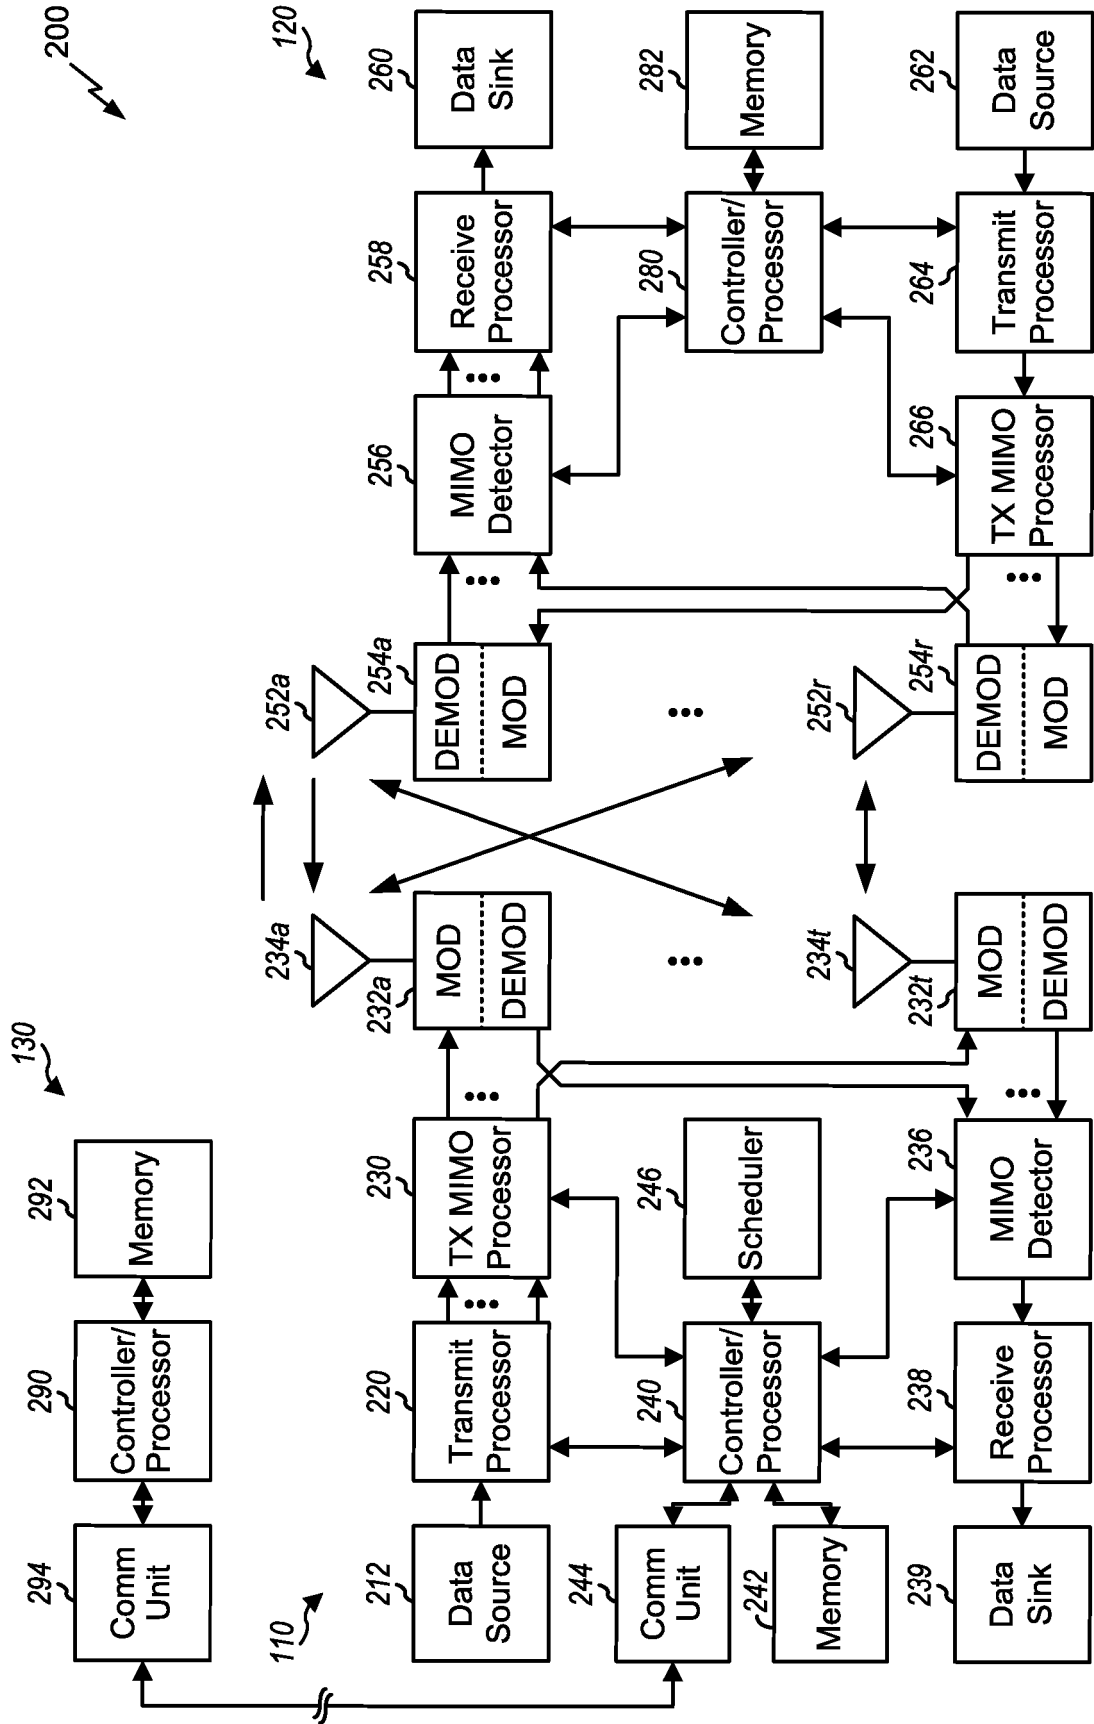 200
130
294
Comm
Unit
290
Controller/
Processor
292
Memory
110
212
Data
Source
220
Transmit
Processor
230
TX MIMO
Processor
232a
MOD
DEMOD
234a
252a
254a
DEMOD
MOD
256
MIMO
Detector
258
Receive
Processor
260
Data
Sink
120
244
Comm
Unit
242
Memory
240
Controller/
Processor
246
Scheduler
280
Controller/
Processor
282
Memory
239
Data
Sink
238
Receive
Processor
236
MIMO
Detector
232t
MOD
DEMOD
234t
252r
254r
DEMOD
MOD
266
TX MIMO
Processor
264
Transmit
Processor
262
Data
Source